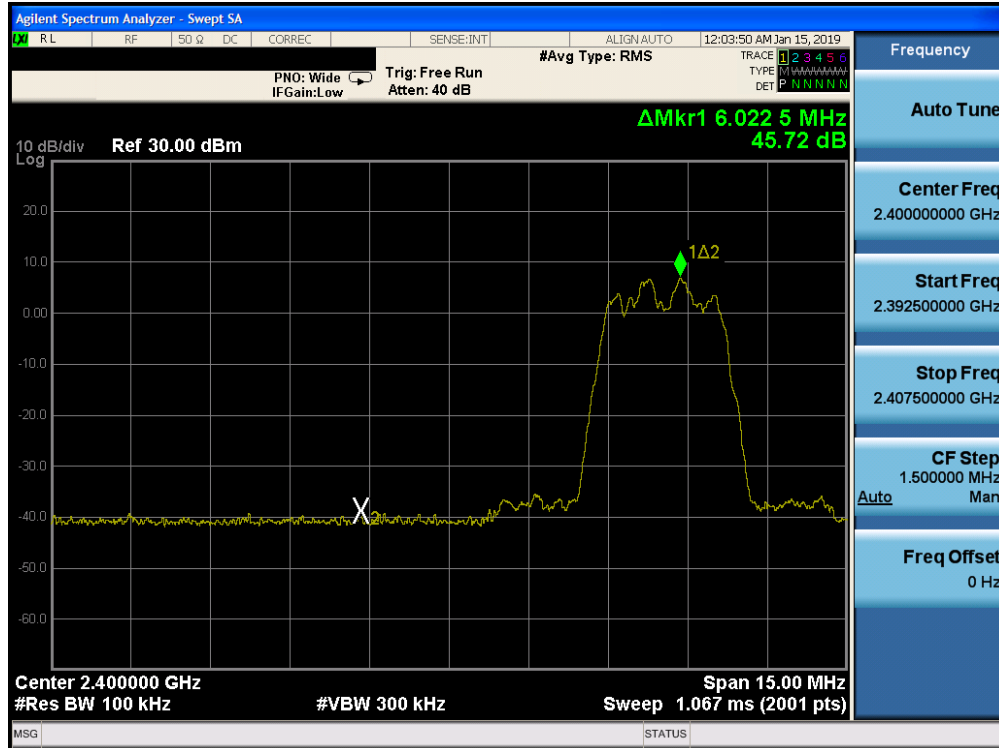 Agilent Spectrum Analyzer - Swept SA
LXI RL RF 50 Ω DC CORREC SENSE:INT ALIGN AUTO 12:03:50 AM Jan 15, 2019
Frequency
#Avg Type: RMS
TRACE 1 2 3 4 5 6
PNO: Wide Trig: Free Run
TYPE M WWWWW
IFGain:Low Atten: 40 dB
DET P N N N N N
Auto Tune
ΔMkr1 6.022 5 MHz
45.72 dB
10 dB/div Ref 30.00 dBm
Log
20.0
10.0
0.00
-10.0
-20.0
-30.0
-40.0
-50.0
-60.0
1Δ2
X2
Center Freq
2.400000000 GHz
Start Freq
2.392500000 GHz
Stop Freq
2.407500000 GHz
CF Step
1.500000 MHz
Auto Man
Freq Offset
0 Hz
Center 2.400000 GHz Span 15.00 MHz
#Res BW 100 kHz #VBW 300 kHz Sweep 1.067 ms (2001 pts)
MSG STATUS